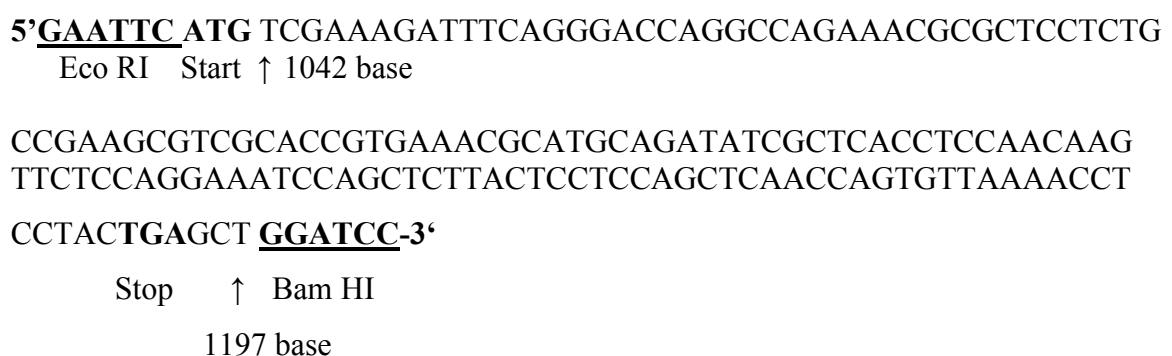 5’GAATTC ATG TCGAAAGATTTCAGGGACCAGGCCAGAAACGCGCTCCTCTG
Eco RI Start ↑ 1042 base
CCGAAGCGTCGCACCGTGAAACGCATGCAGATATCGCTCACCTCCAACAAG
TTCTCCAGGAAATCCAGCTCTTACTCCTCCAGCTCAACCAGTGTTAAAACCT
CCTACTGAGCT GGATCC-3‘
Stop ↑ Bam HI
1197 base